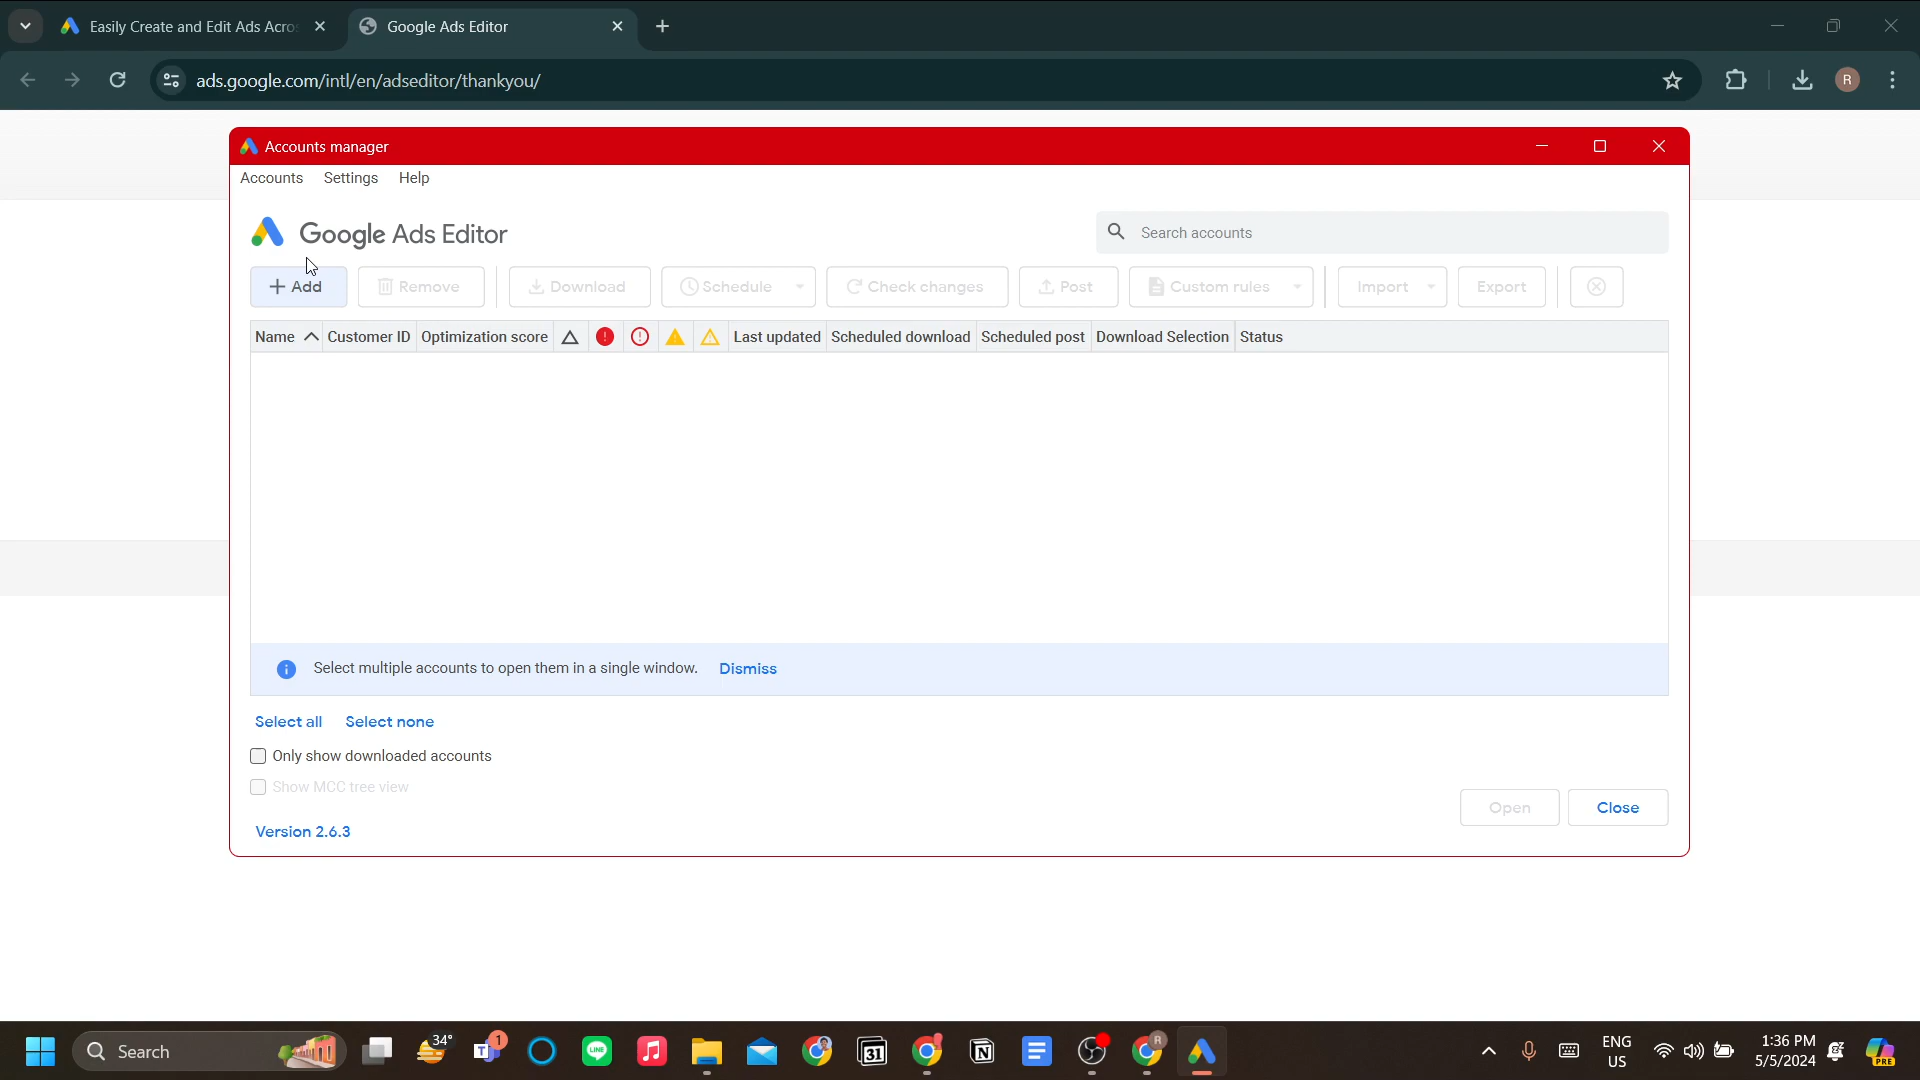 Easily Create and Edit Ads Acro
Google Ads Editor
ads.google.com/intl/en/adseditor/thankyou/
R
Accounts manager
Accounts Settings Help
Google Ads Editor
Search accounts
+ Add Remove Download Schedule Check changes Post Custom rules Import Export
Name Customer ID Optimization score Last updated Scheduled download Scheduled post Download Selection Status
Select multiple accounts to open them in a single window. Dismiss
Select all Select none
Only show downloaded accounts
Show MCC tree view
Open Close
Version 2.6.3
Search
34°
1
LINE
31
R
ENG
US
1:36 PM
5/5/2024
PRE